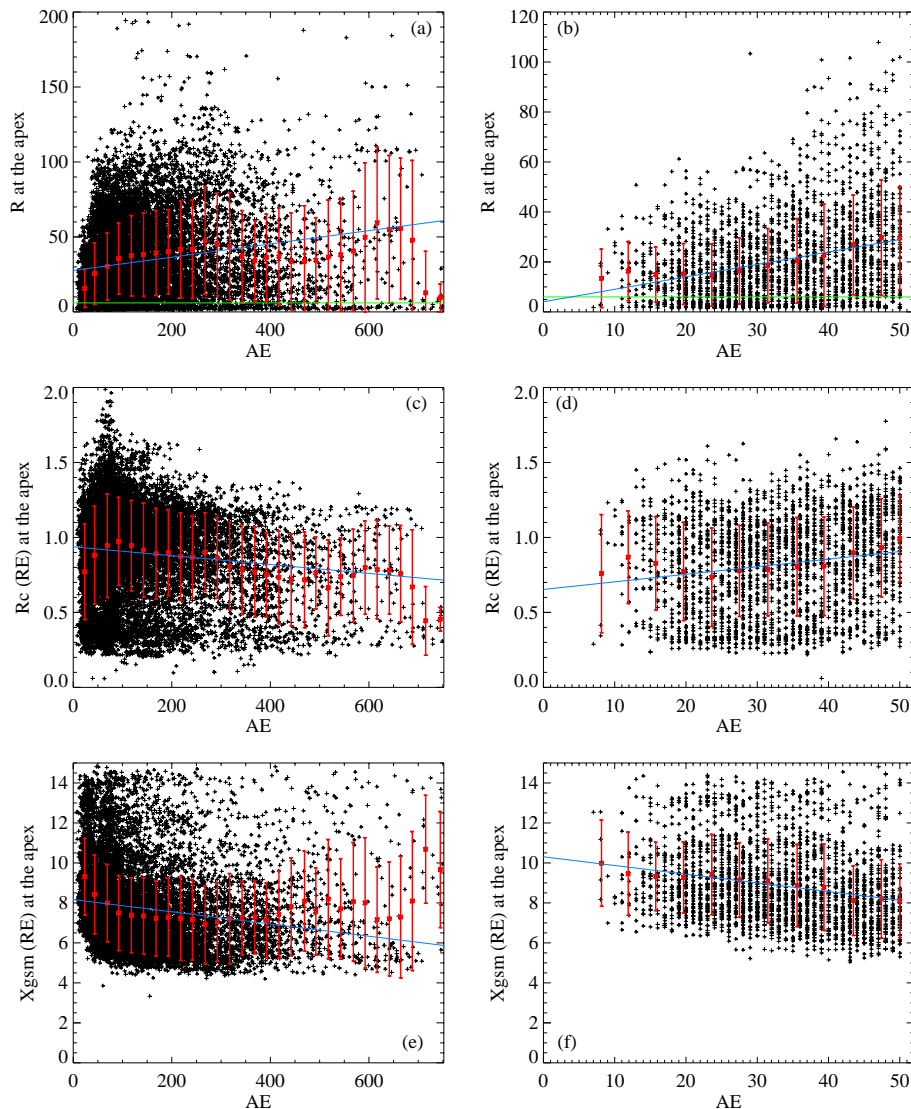 200
150
100
50
0
R at the apex
(a)
0 200 400 600
AE
120
100
80
60
40
20
0
R at the apex
(b)
0 10 20 30 40 50
AE
2.0
1.5
1.0
0.5
0.0
Rc (RE) at the apex
(c)
0 200 400 600
AE
2.0
1.5
1.0
0.5
0.0
Rc (RE) at the apex
(d)
0 10 20 30 40 50
AE
14
12
10
8
6
4
2
0
Xgsm (RE) at the apex
(e)
0 200 400 600
AE
14
12
10
8
6
4
2
0
Xgsm (RE) at the apex
(f)
0 10 20 30 40 50
AE